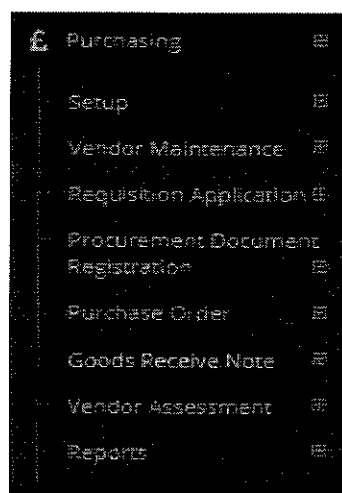 £ Purchasing
Setup
Vendor Maintenance
Requisition Application
Procurement Document
Registration
Purchase Order
Goods Receive Note
Vendor Assessment
Reports